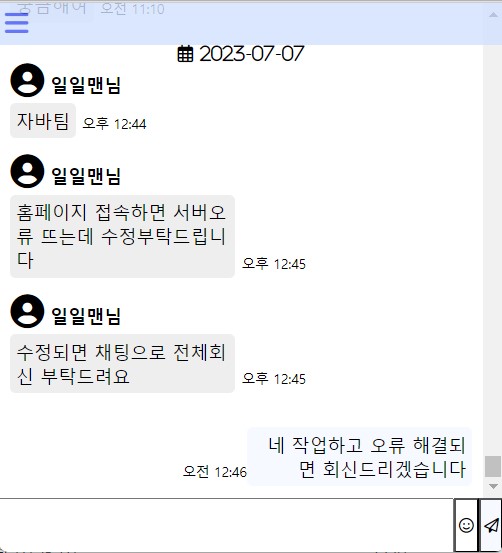 궁금해여 오전 11:10
2023-07-07
일일맨님
자바팀 오후 12:44
일일맨님
홈페이지 접속하면 서버오
류 뜨는데 수정부탁드립니
다 오후 12:45
일일맨님
수정되면 채팅으로 전체회
신 부탁드려요 오후 12:45
네 작업하고 오류 해결되
오전 12:46 면 회신드리겠습니다